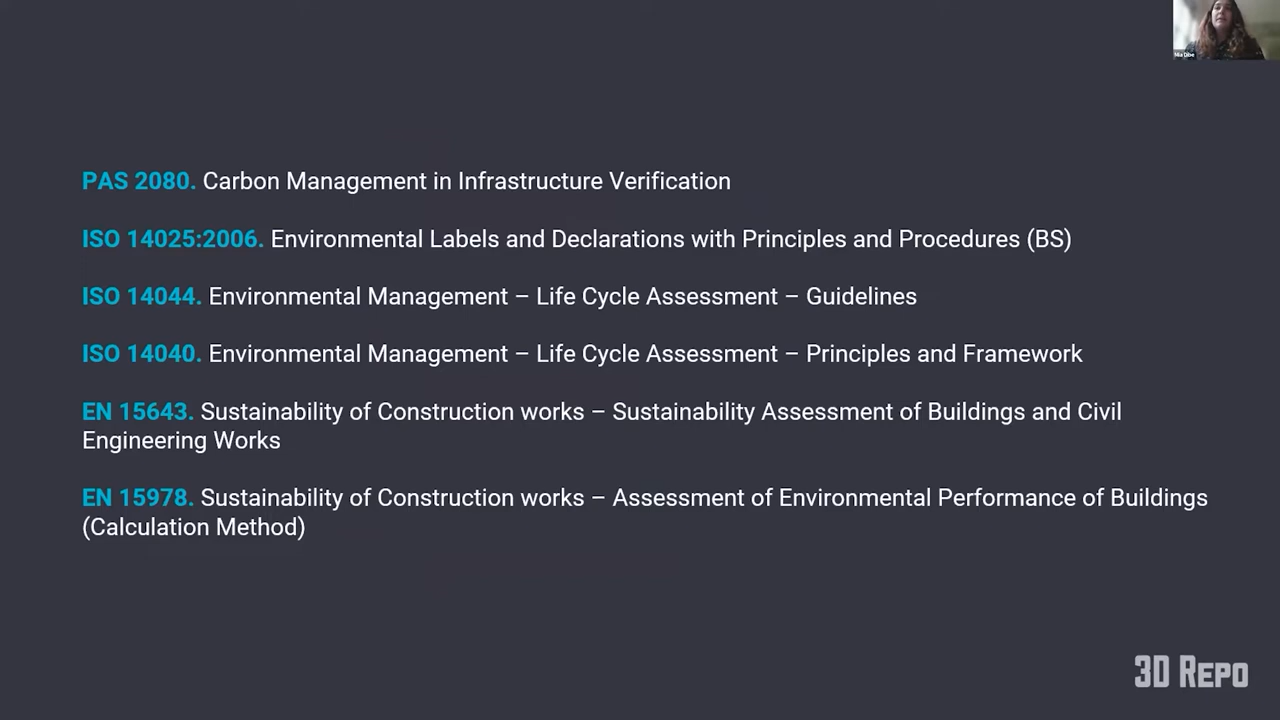 PAS 2080. Carbon Management in Infrastructure Verification
ISO 14025:2006. Environmental Labels and Declarations with Principles and Procedures (BS)
ISO 14044. Environmental Management – Life Cycle Assessment – Guidelines
ISO 14040. Environmental Management – Life Cycle Assessment – Principles and Framework
EN 15643. Sustainability of Construction works – Sustainability Assessment of Buildings and Civil
Engineering Works
EN 15978. Sustainability of Construction works – Assessment of Environmental Performance of Buildings
(Calculation Method)
3D REPO